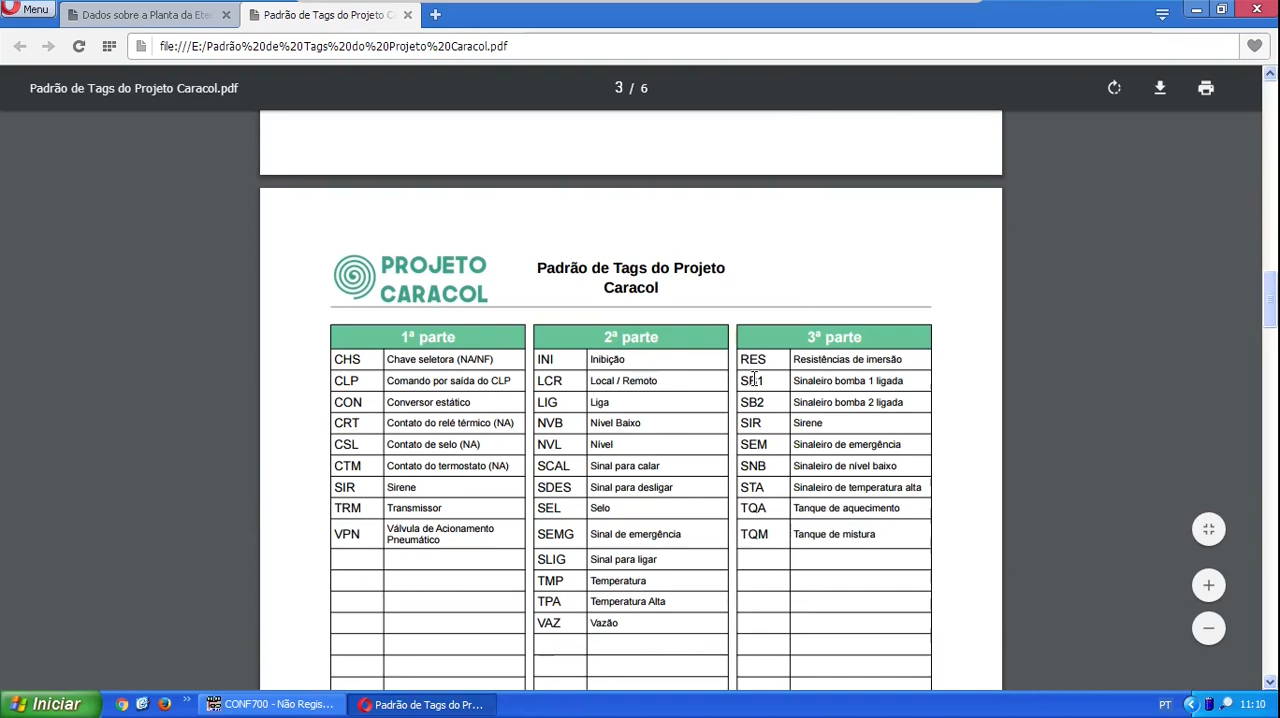 Menu
Dados sobre a Planta da Ete
Padrão de Tags do Projeto C
file:///E:/Padrão%20de%20Tags%20do%20Projeto%20Caracol.pdf
Padrão de Tags do Projeto Caracol.pdf
3 / 6
PROJETO
CARACOL
Padrão de Tags do Projeto
Caracol
1ª parte 2ª parte 3ª parte
CHS Chave seletora (NA/NF) INI Inibição RES Resistências de imersão
CLP Comando por saída do CLP LCR Local / Remoto SB1 Sinaleiro bomba 1 ligada
CON Conversor estático LIG Liga SB2 Sinaleiro bomba 2 ligada
CRT Contato do relé térmico (NA) NVB Nível Baixo SIR Sirene
CSL Contato de selo (NA) NVL Nível SEM Sinaleiro de emergência
CTM Contato do termostato (NA) SCAL Sinal para calar SNB Sinaleiro de nível baixo
SIR Sirene SDES Sinal para desligar STA Sinaleiro de temperatura alta
TRM Transmissor SEL Selo TQA Tanque de aquecimento
VPN Válvula de Acionamento
Pneumático
SEMG Sinal de emergência TQM Tanque de mistura
SLIG Sinal para ligar
TMP Temperatura
TPA Temperatura Alta
VAZ Vazão
Iniciar
CONF700 - Não Regis...
Padrão de Tags do Pr...
PT
11:10